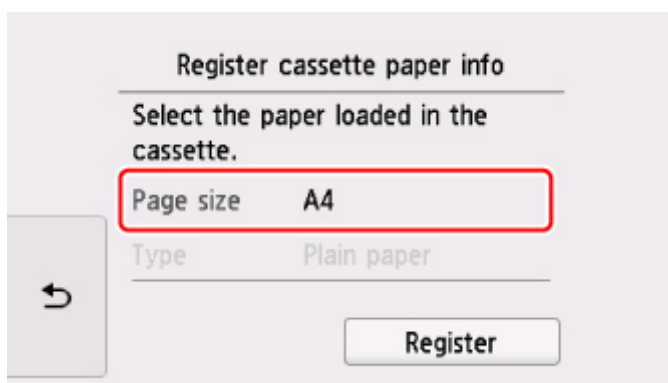 Register cassette paper info
Select the paper loaded in the
cassette.
Page size A4
Type Plain paper
Register